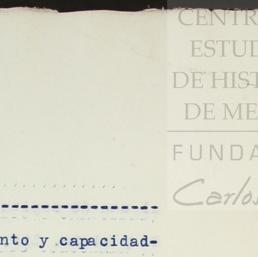 CENTR
ESTUD
DE HIST
DE ME
FUNDA
Carlos
nto y capacidad-